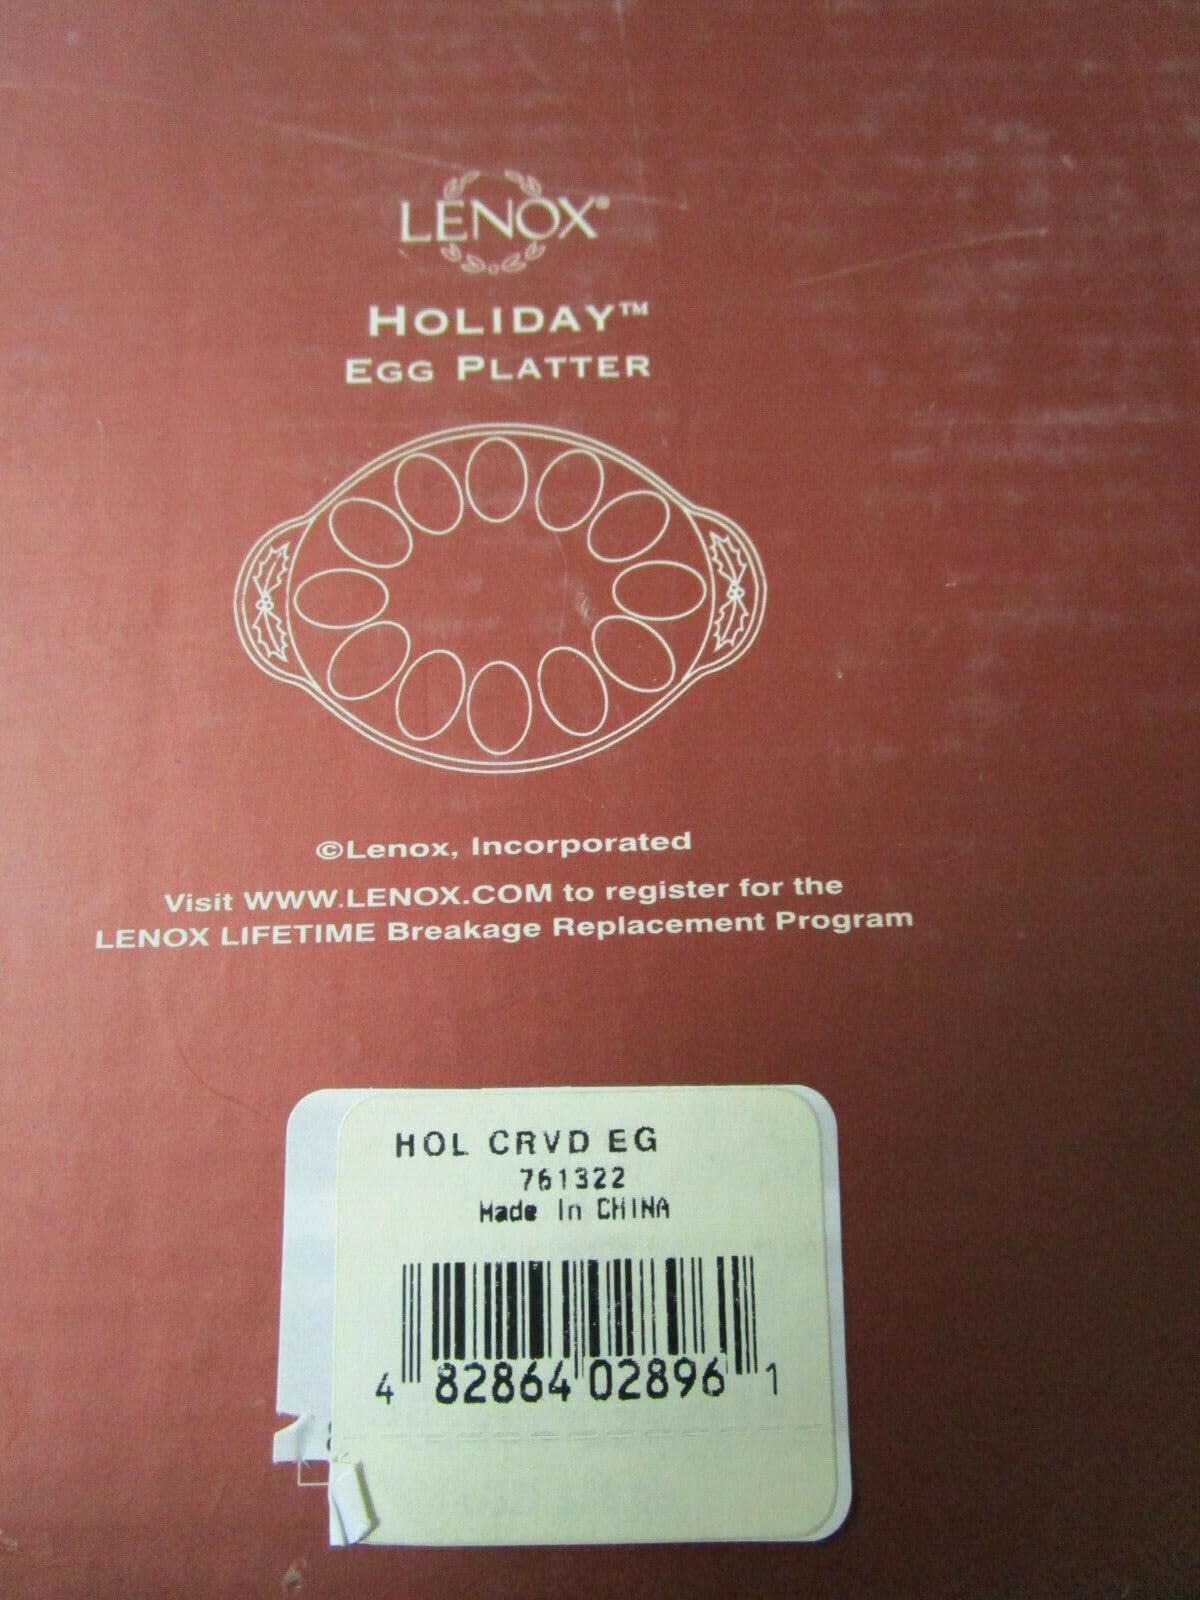 LENOX®
HOLIDAY™
EGG PLATTER
©Lenox, Incorporated
Visit WWW.LENOX.COM to register for the
LENOX LIFETIME Breakage Replacement Program
HOL CRVD EG
761322
Made In CHINA
4 82864 02896 1